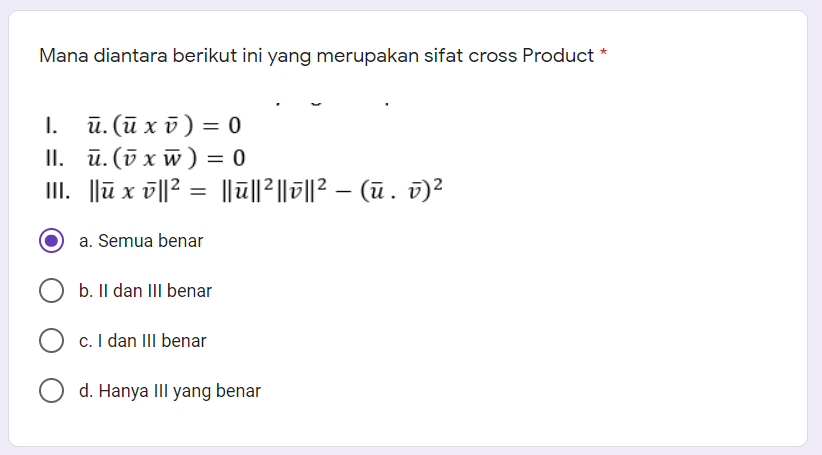 Mana diantara berikut ini yang merupakan sifat cross Product *
I. ū.(ū x v̄ ) = 0
II. ū.(v̄ x w̄ ) = 0
III. ||ū x v̄||² = ||ū||²||v̄||² − (ū . v̄)²
a. Semua benar
b. II dan III benar
c. I dan III benar
d. Hanya III yang benar